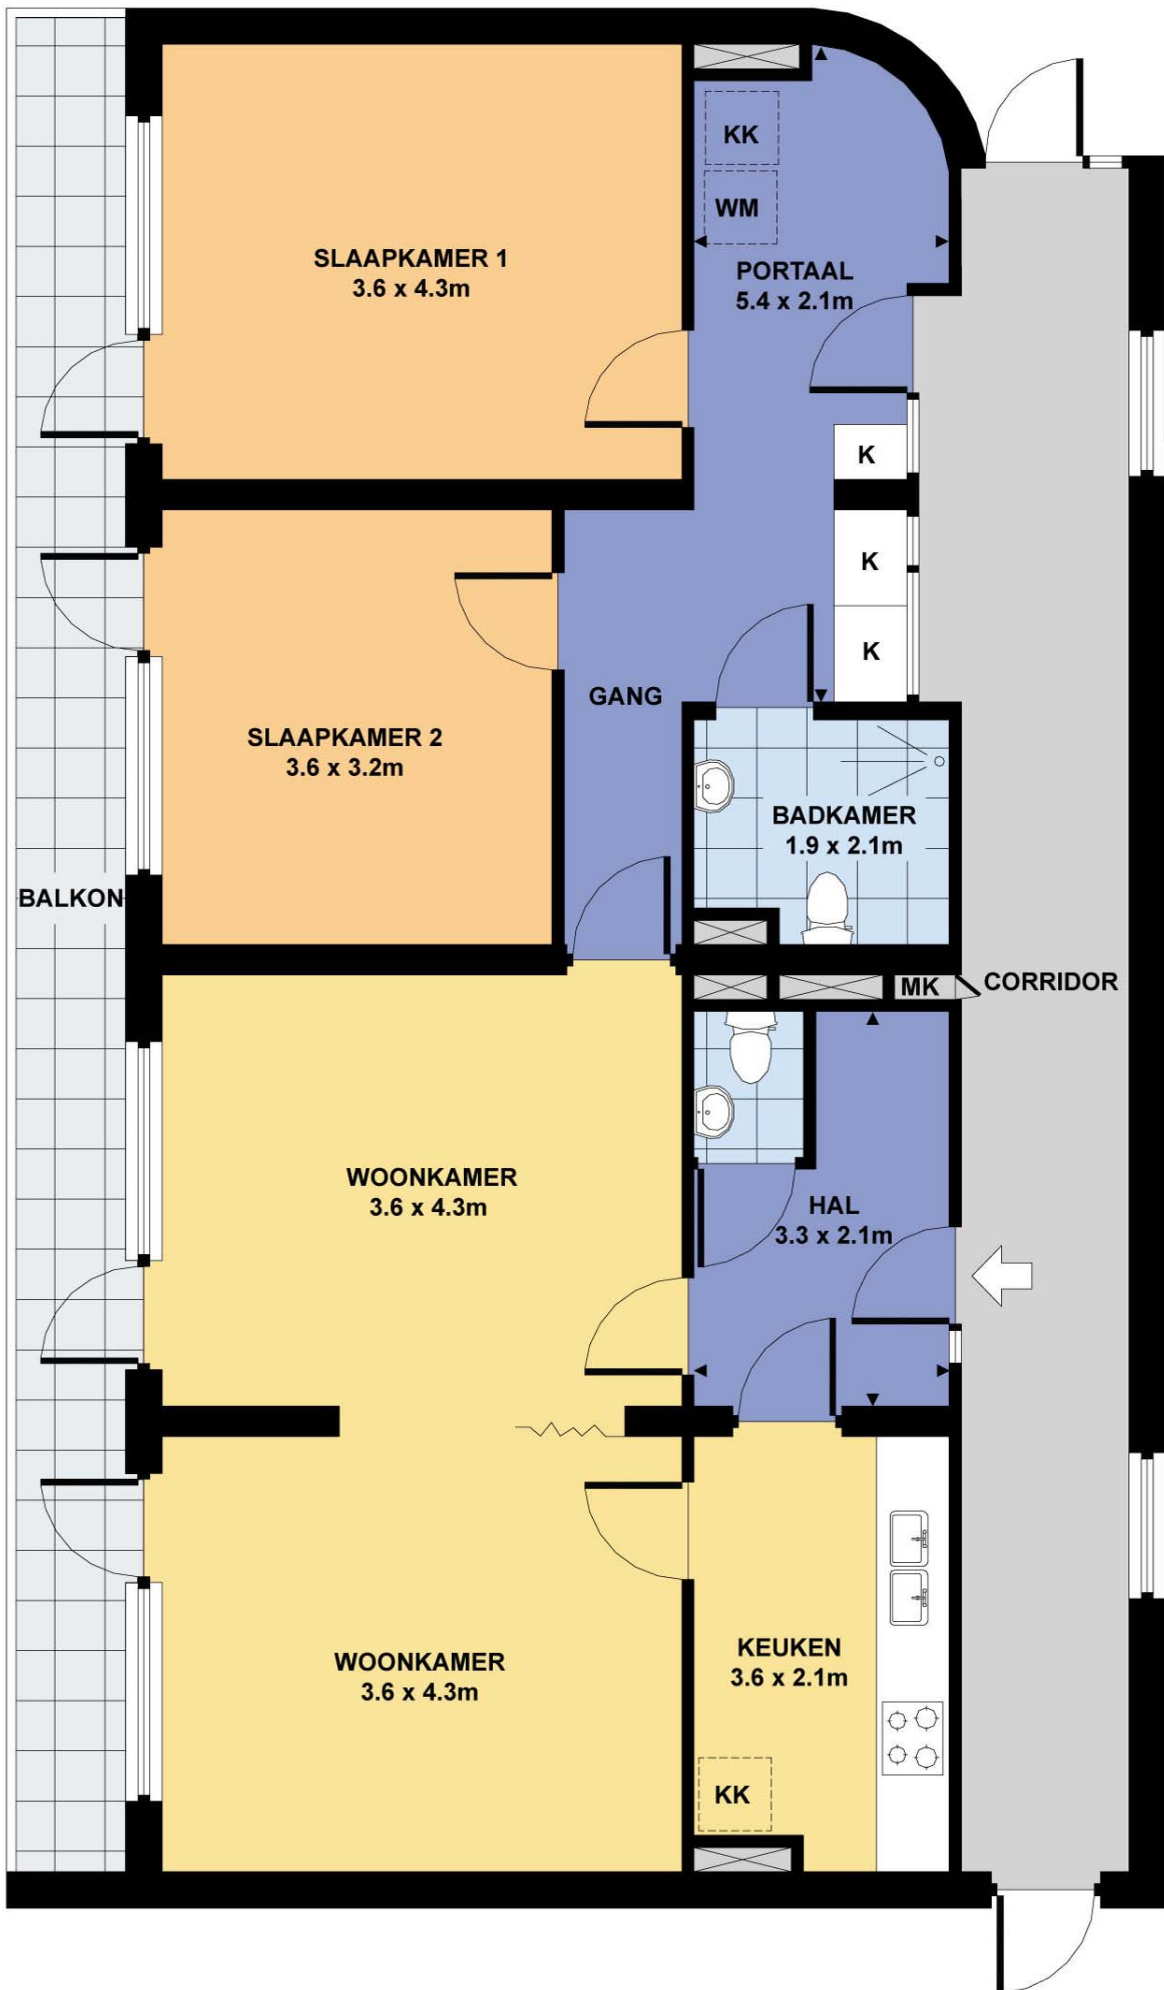 KK
WM
SLAAPKAMER 1
3.6 x 4.3m
PORTAAL
5.4 x 2.1m
K
K
K
GANG
SLAAPKAMER 2
3.6 x 3.2m
BADKAMER
1.9 x 2.1m
BALKON
MK
CORRIDOR
WOONKAMER
3.6 x 4.3m
HAL
3.3 x 2.1m
WOONKAMER
3.6 x 4.3m
KEUKEN
3.6 x 2.1m
KK